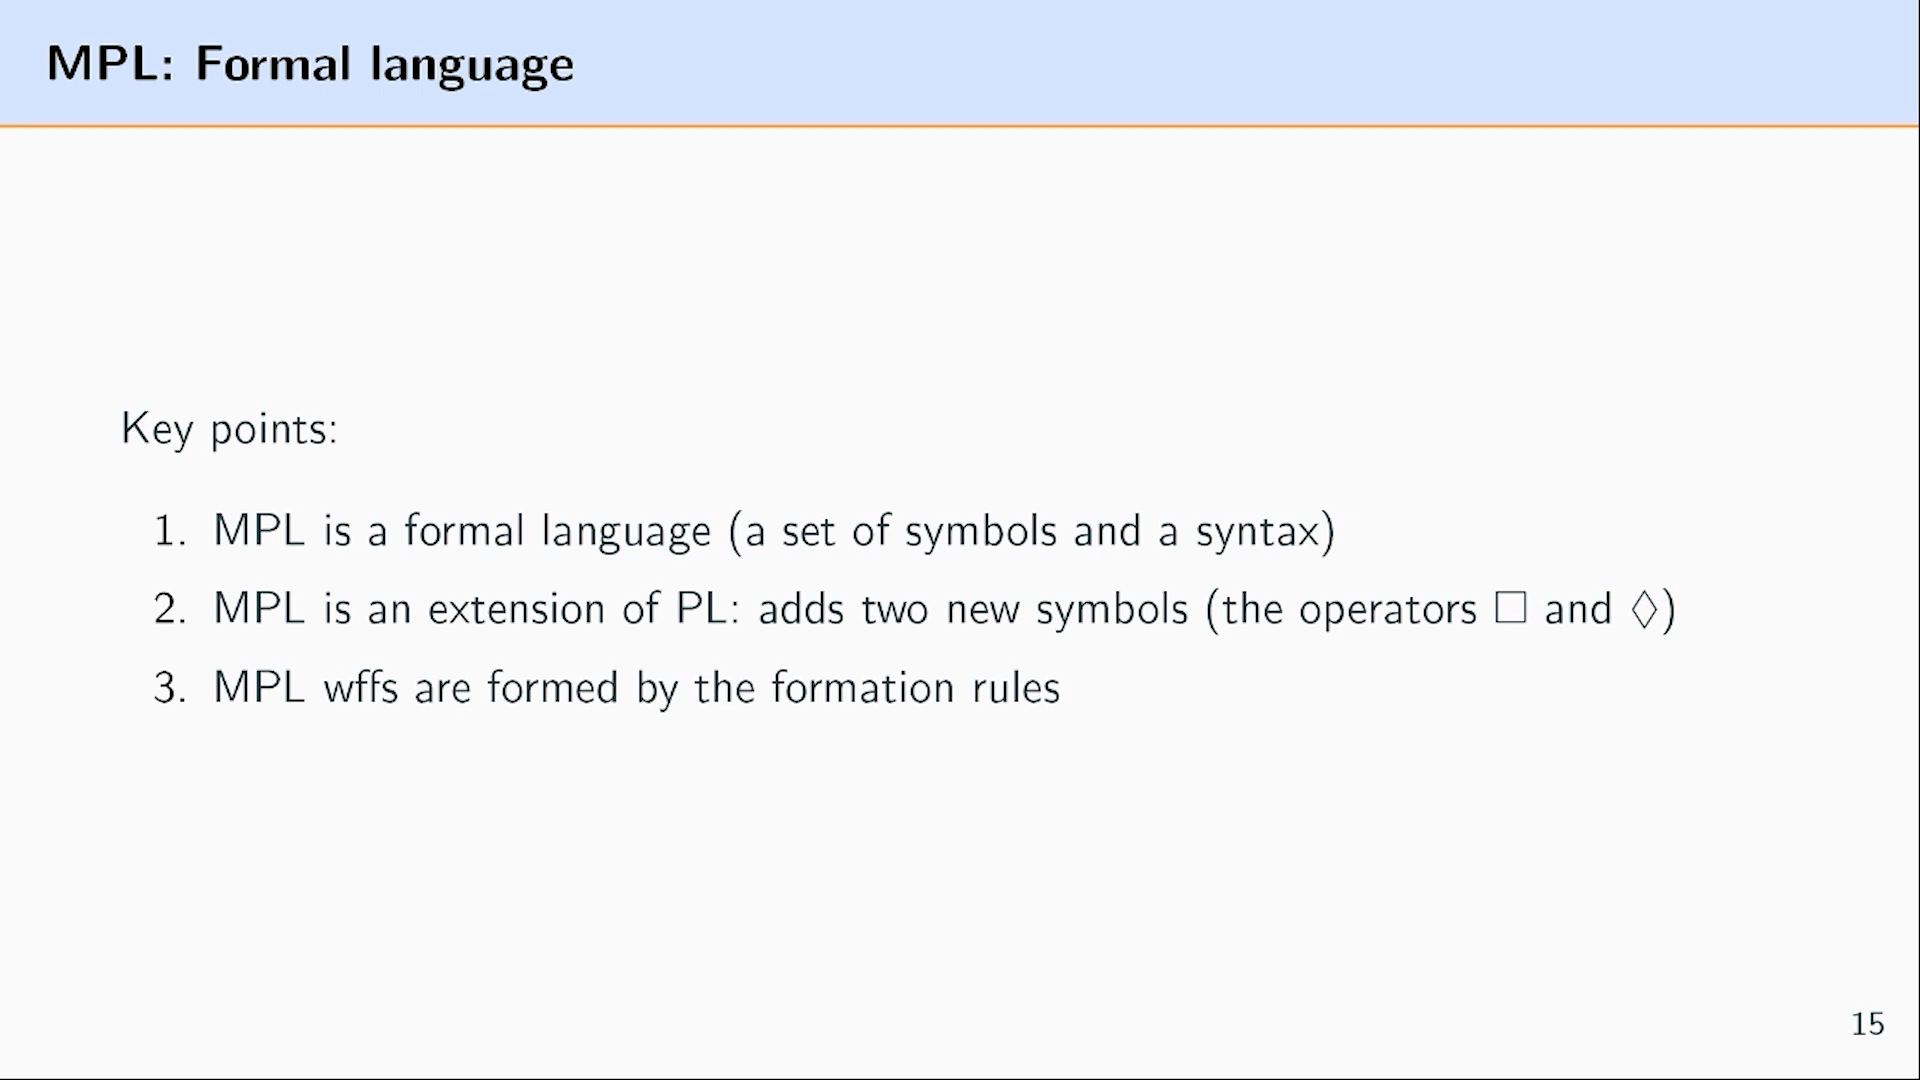 MPL: Formal language
Key points:
1. MPL is a formal language (a set of symbols and a syntax)
2. MPL is an extension of PL: adds two new symbols (the operators □ and ◊)
3. MPL wffs are formed by the formation rules
15